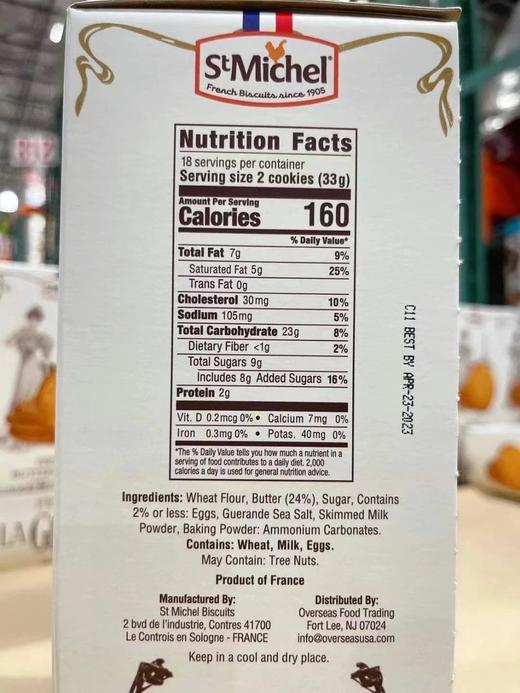 St Michel
French Biscuits since 1905
Nutrition Facts
18 servings per container
Serving size 2 cookies (33g)
Amount Per Serving
Calories 160
% Daily Value*
Total Fat 7g 9%
Saturated Fat 5g 25%
Trans Fat 0g
Cholesterol 30mg 10%
Sodium 105mg 5%
Total Carbohydrate 23g 8%
Dietary Fiber <1g 2%
Total Sugars 9g
Includes 8g Added Sugars 16%
Protein 2g
Vit. D 0.2mcg 0% • Calcium 7mg 0%
Iron 0.3mg 0% • Potas. 40mg 0%
*The % Daily Value tells you how much a nutrient in a
serving of food contributes to a daily diet. 2,000
calories a day is used for general nutrition advice.
C11 BEST BY APR-23-2023
Ingredients: Wheat Flour, Butter (24%), Sugar, Contains
2% or less: Eggs, Guerande Sea Salt, Skimmed Milk
Powder, Baking Powder: Ammonium Carbonates.
Contains: Wheat, Milk, Eggs.
May Contain: Tree Nuts.
Product of France
Manufactured By:
St Michel Biscuits
2 bvd de l'industrie, Contres 41700
Le Controis en Sologne - FRANCE
Distributed By:
Overseas Food Trading
Fort Lee, NJ 07024
info@overseasusa.com
Keep in a cool and dry place.